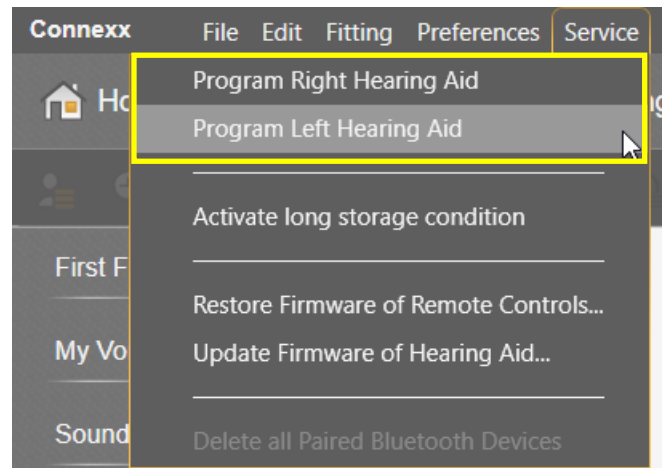 Connexx File Edit Fitting Preferences Service
Program Right Hearing Aid
Program Left Hearing Aid
Activate long storage condition
First F
Restore Firmware of Remote Controls...
My Vo
Update Firmware of Hearing Aid...
Sound
Delete all Paired Bluetooth Devices